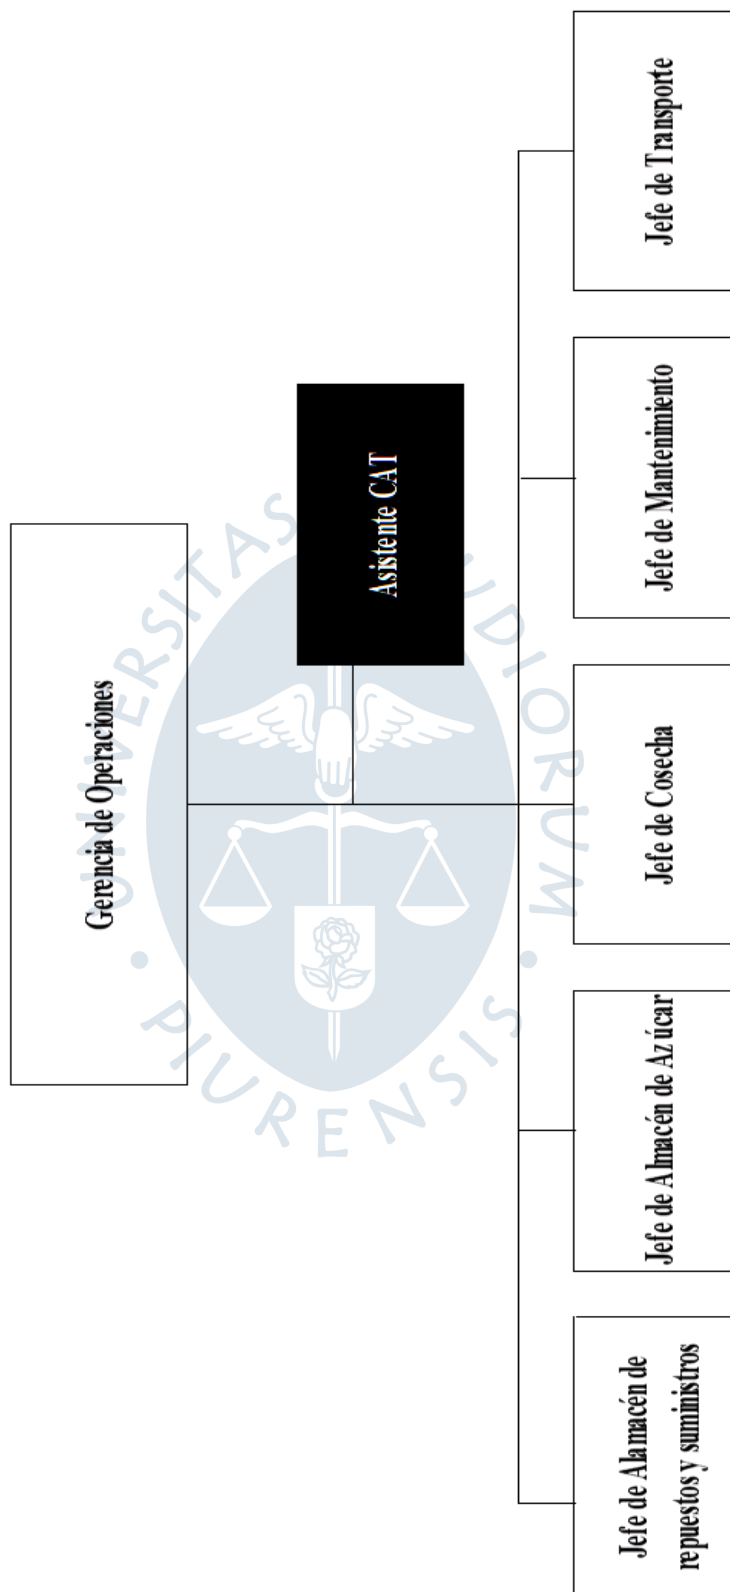 Gerencia de Operaciones
Asistente CAT
Jefe de Alamacén de
repuestos y suministros
Jefe de Almacén de Azúcar
Jefe de Cosecha
Jefe de Mantenimiento
Jefe de Transporte
UNIVERSITAS UDIORUM
PIURENSIS